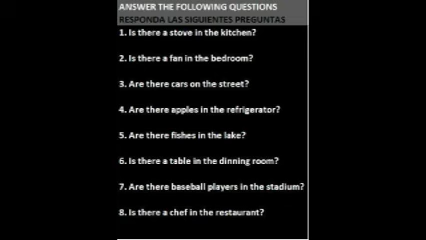 ANSWER THE FOLLOWING QUESTIONS
RESPONDA LAS SIGUIENTES PREGUNTAS
1. Is there a stove in the kitchen?
2. Is there a fan in the bedroom?
3. Are there cars on the street?
4. Are there apples in the refrigerator?
5. Are there fishes in the lake?
6. Is there a table in the dinning room?
7. Are there baseball players in the stadium?
8. Is there a chef in the restaurant?